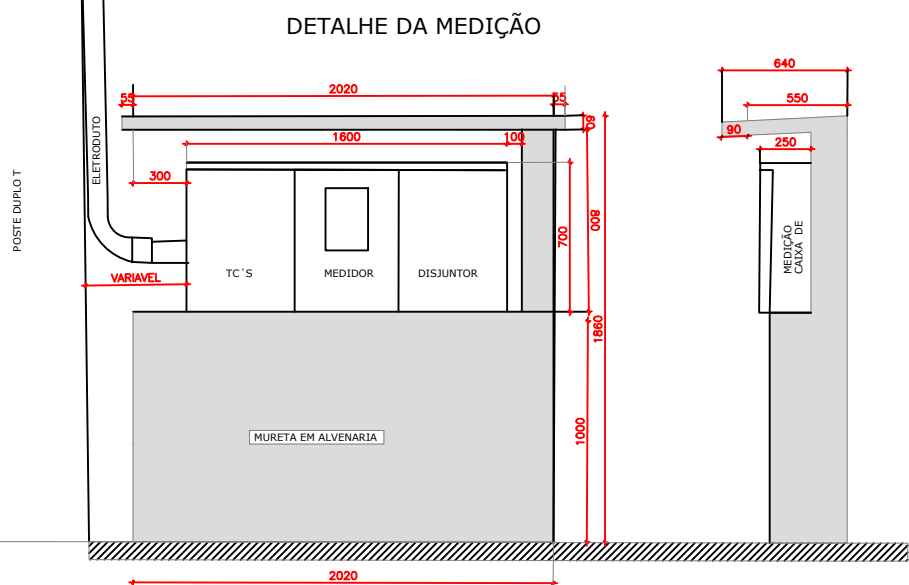 DETALHE DA MEDIÇÃO
640
2020
55
55
550
60
90
1600
100
250
ELETRODUTO
300
POSTE DUPLO T
700
800
MEDIÇÃO
CAIXA DE
TC´S
MEDIDOR
DISJUNTOR
VARIAVEL
1860
1000
MURETA EM ALVENARIA
2020